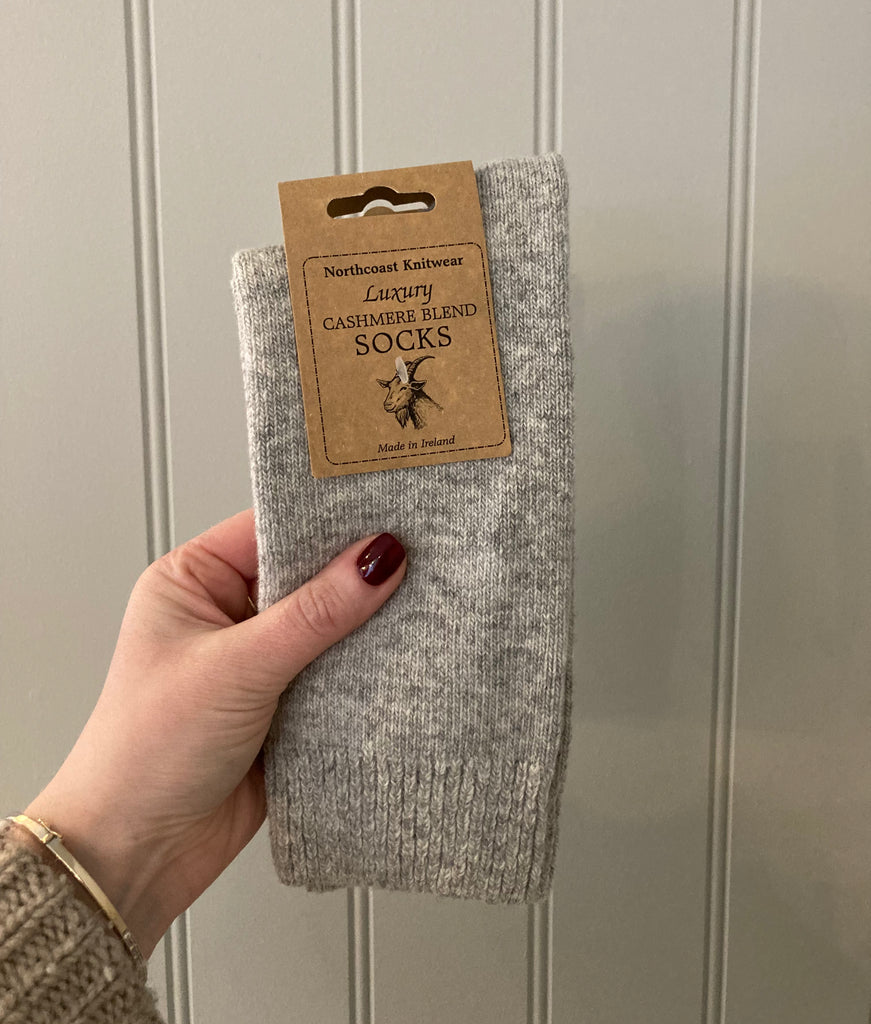 Northcoast Knitwear
Luxury
CASHMERE BLEND
SOCKS
Made in Ireland